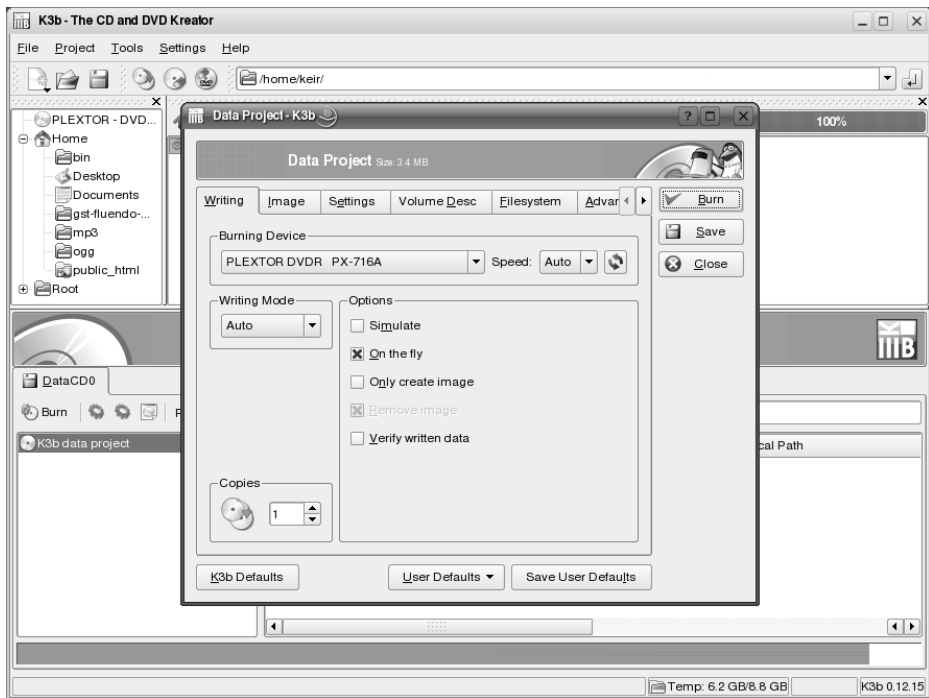 K3b - The CD and DVD Kreator
File Project Tools Settings Help
/home/keir/
PLEXTOR - DVD...
Home
bin
Desktop
Documents
gst-fluendo-...
mp3
ogg
public_html
Root
100%
Data Project - K3b
Data Project Size: 3.4 MB
Writing Image Settings Volume Desc Filesystem Advar
Burn
Save
Close
Burning Device
PLEXTOR DVDR PX-716A Speed: Auto
Writing Mode
Auto
Options
Simulate
On the fly
Only create image
Remove image
Verify written data
Copies
1
K3b Defaults User Defaults Save User Defaults
IIIB
DataCD0
Burn
K3b data project
cal Path
Temp: 6.2 GB/8.8 GB K3b 0.12.15